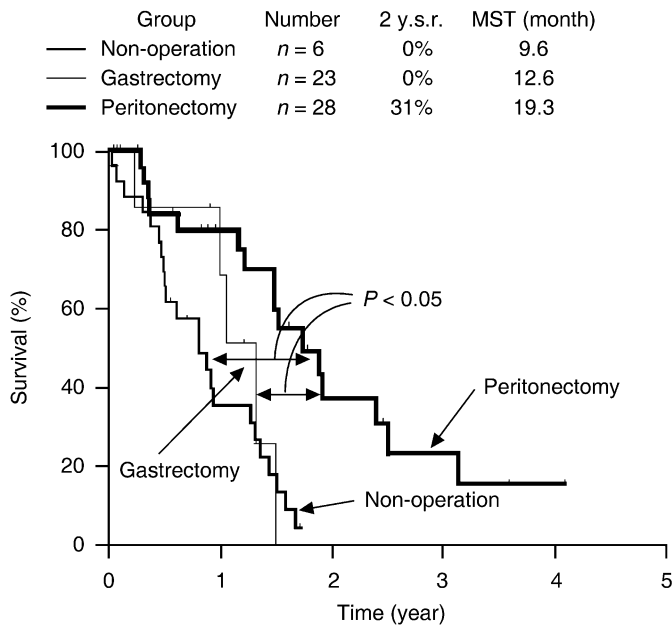 Group Number 2 y.s.r. MST (month)
Non-operation n = 6 0% 9.6
Gastrectomy n = 23 0% 12.6
Peritonectomy n = 28 31% 19.3
100
80
60
40
20
0
Survival (%)
P < 0.05
Peritonectomy
Gastrectomy
Non-operation
0 1 2 3 4 5
Time (year)